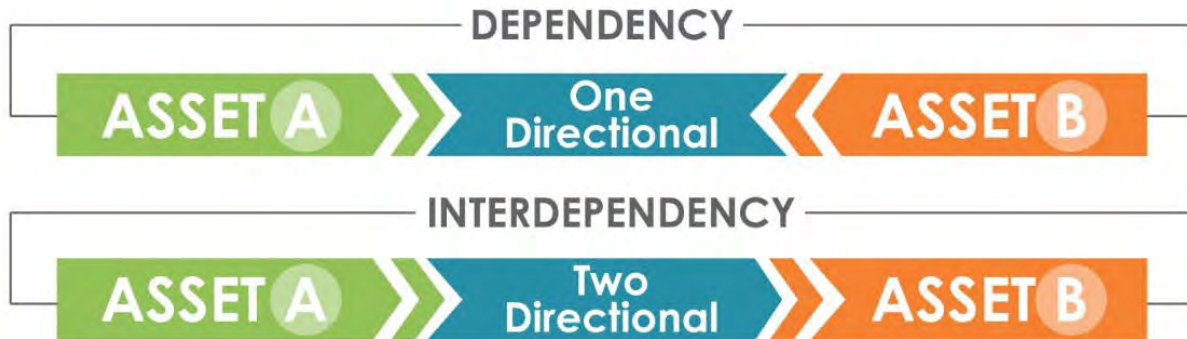 DEPENDENCY
ASSET A One Directional ASSET B
INTERDEPENDENCY
ASSET A Two Directional ASSET B